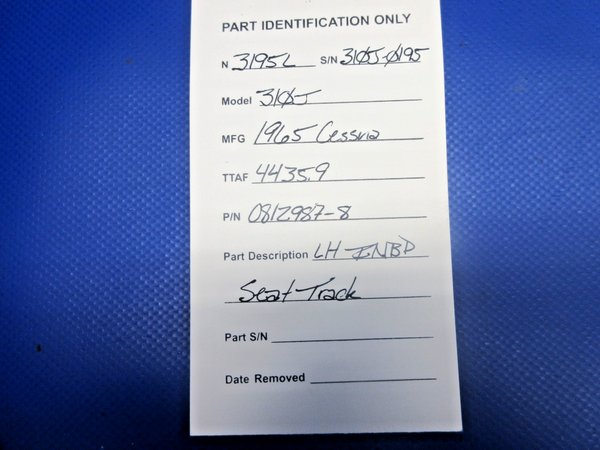 PART IDENTIFICATION ONLY
N 3195L S/N 310J-0195
Model 310J
MFG 1965 Cessna
TTAF 4435.9
P/N 0812987-8
Part Description LH INBD
Seat Track
Part S/N
Date Removed